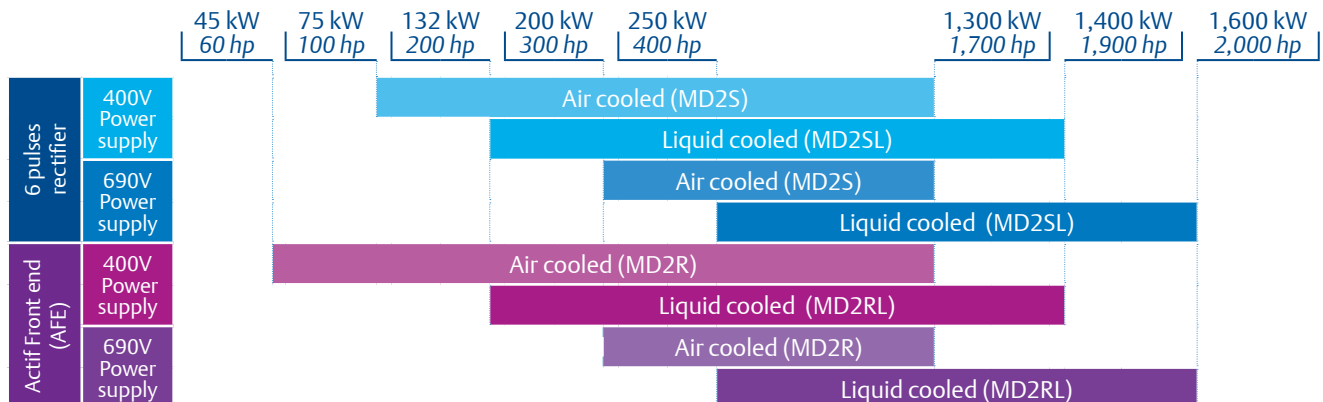 45 kW 75 kW 132 kW 200 kW 250 kW 1,300 kW 1,400 kW 1,600 kW
60 hp 100 hp 200 hp 300 hp 400 hp 1,700 hp 1,900 hp 2,000 hp
6 pulses
rectifier
400V
Power
supply
Air cooled (MD2S)
Liquid cooled (MD2SL)
690V
Power
supply
Air cooled (MD2S)
Liquid cooled (MD2SL)
Actif Front end
(AFE)
400V
Power
supply
Air cooled (MD2R)
Liquid cooled (MD2RL)
690V
Power
supply
Air cooled (MD2R)
Liquid cooled (MD2RL)